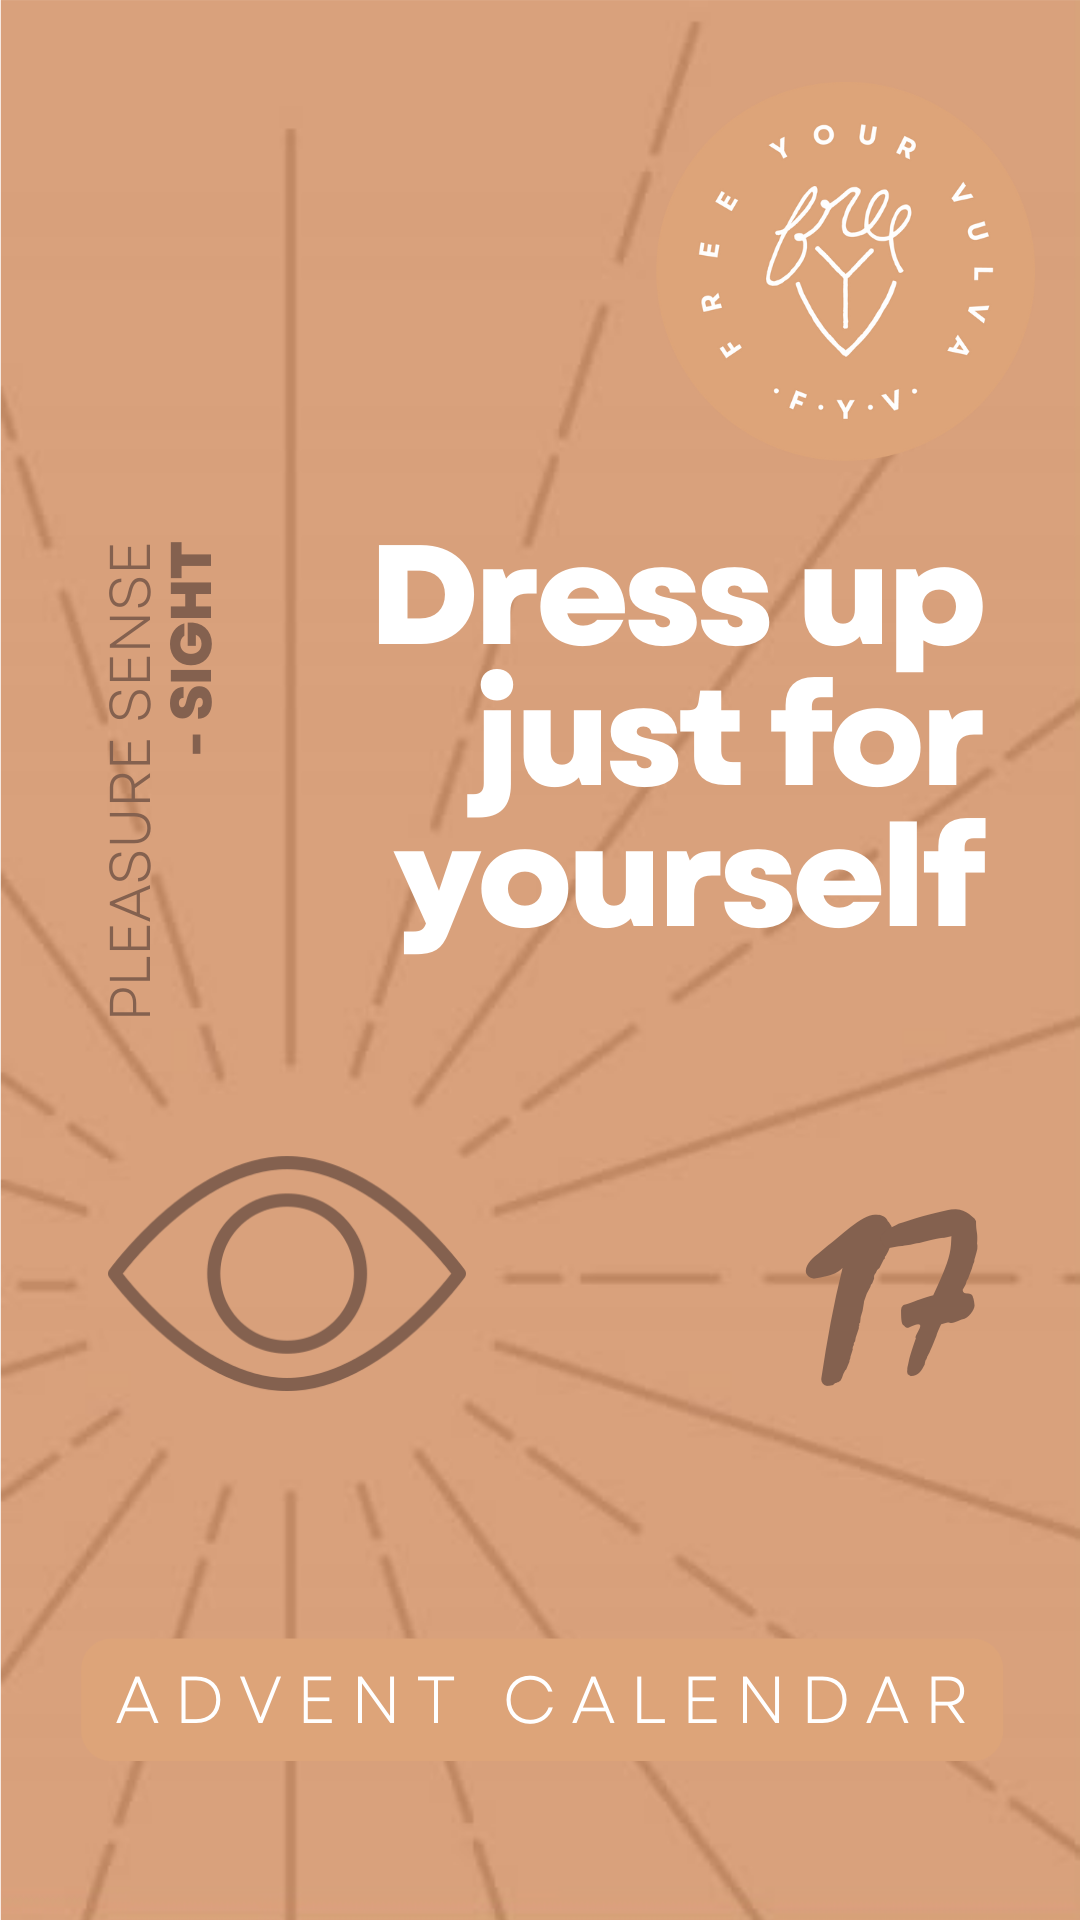 FREE YOUR VULVA
free
· F · Y · V ·
PLEASURE SENSE
- SIGHT
Dress up
just for
yourself
17
ADVENT CALENDAR